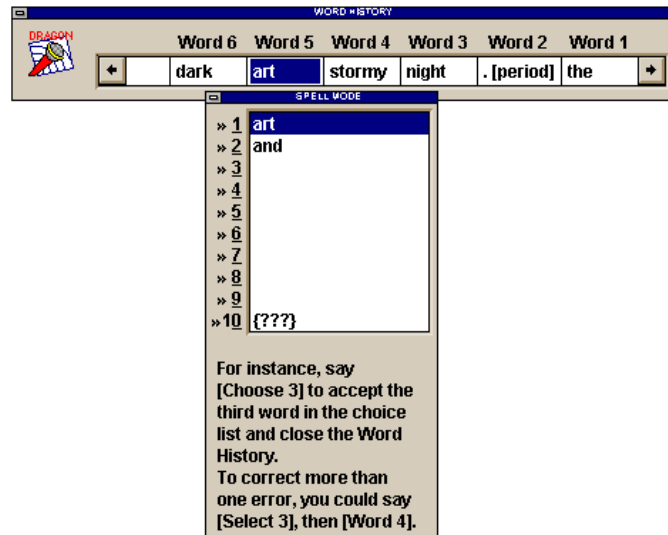 WORD HISTORY
DRAGON
Word 6 Word 5 Word 4 Word 3 Word 2 Word 1
dark art stormy night . [period] the
SPELL MODE
» 1 art
» 2 and
» 3
» 4
» 5
» 6
» 7
» 8
» 9
»10 {???}
For instance, say
[Choose 3] to accept the
third word in the choice
list and close the Word
History.
To correct more than
one error, you could say
[Select 3], then [Word 4].